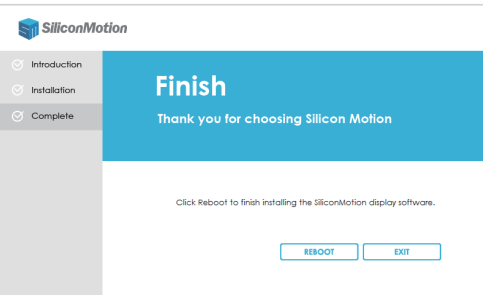 SiliconMotion
Introduction
Installation
Complete
Finish
Thank you for choosing Silicon Motion
Click Reboot to finish installing the SiliconMotion display software.
REBOOT
EXIT